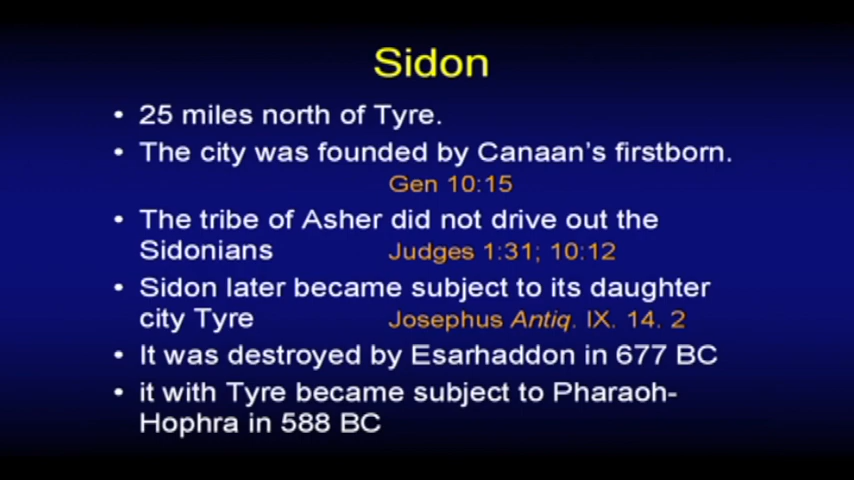 Sidon
• 25 miles north of Tyre.
• The city was founded by Canaan's firstborn.
Gen 10:15
• The tribe of Asher did not drive out the
Sidonians Judges 1:31; 10:12
• Sidon later became subject to its daughter
city Tyre Josephus Antiq. IX. 14. 2
• It was destroyed by Esarhaddon in 677 BC
• it with Tyre became subject to Pharaoh-
Hophra in 588 BC